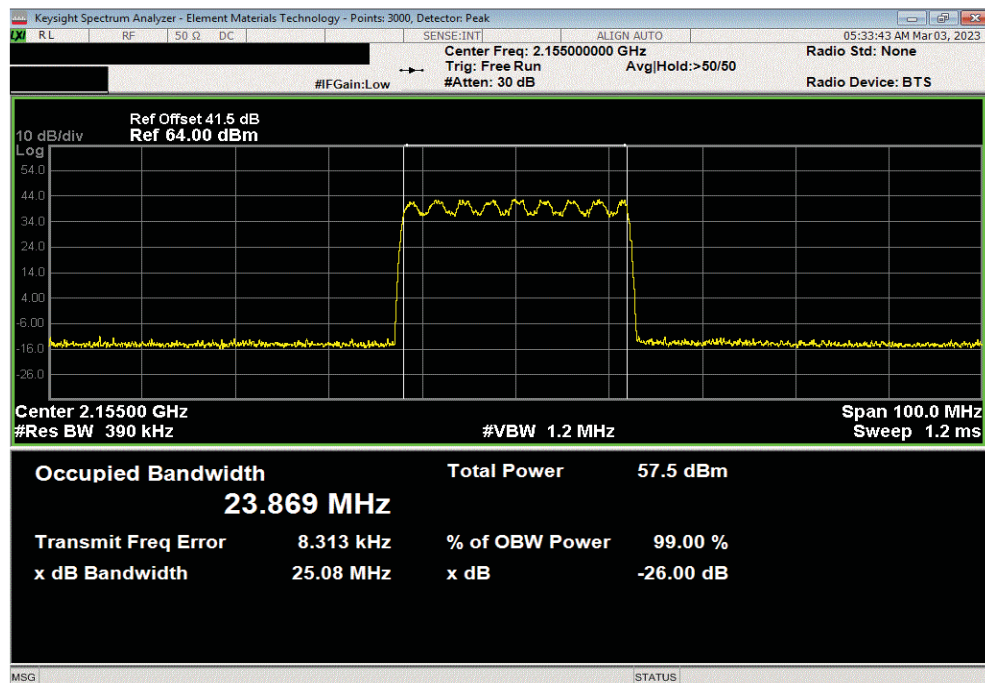 Keysight Spectrum Analyzer - Element Materials Technology - Points: 3000, Detector: Peak
LXI RL RF 50 Ω DC SENSE:INT ALIGN AUTO 05:33:43 AM Mar 03, 2023
Center Freq: 2.155000000 GHz Radio Std: None
Trig: Free Run Avg|Hold:>50/50
#IFGain:Low #Atten: 30 dB Radio Device: BTS
Ref Offset 41.5 dB
10 dB/div Ref 64.00 dBm
Log
54.0
44.0
34.0
24.0
14.0
4.00
-6.00
-16.0
-26.0
Center 2.15500 GHz Span 100.0 MHz
#Res BW 390 kHz #VBW 1.2 MHz Sweep 1.2 ms
Occupied Bandwidth Total Power 57.5 dBm
23.869 MHz
Transmit Freq Error 8.313 kHz % of OBW Power 99.00 %
x dB Bandwidth 25.08 MHz x dB -26.00 dB
MSG STATUS